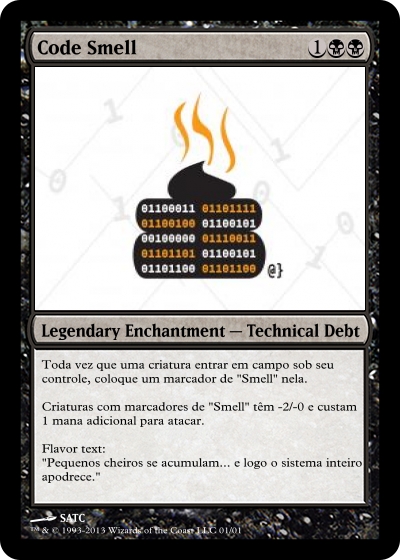 Code Smell 1
01100011 01101111
01100100 01100101
00100000 01110011
01101101 01100101
01101100 01101100 @}
Legendary Enchantment — Technical Debt
Toda vez que uma criatura entrar em campo sob seu
controle, coloque um marcador de "Smell" nela.
Criaturas com marcadores de "Smell" têm -2/-0 e custam
1 mana adicional para atacar.
Flavor text:
"Pequenos cheiros se acumulam... e logo o sistema inteiro
apodrece."
SATC
™ & © 1993-2013 Wizards of the Coast LLC 01/01